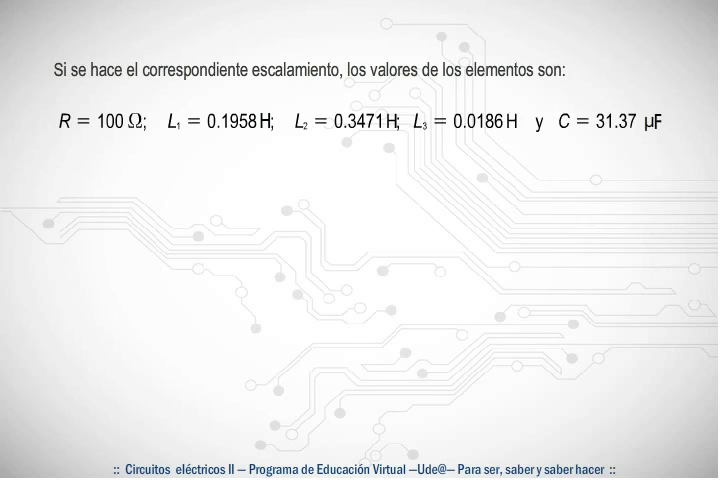 Si se hace el correspondiente escalamiento, los valores de los elementos son:
R = 100 Ω; L₁ = 0.1958 H; L₂ = 0.3471 H; L₃ = 0.0186 H y C = 31.37 µF
:: Circuitos eléctricos II — Programa de Educación Virtual —Ude@— Para ser, saber y saber hacer ::